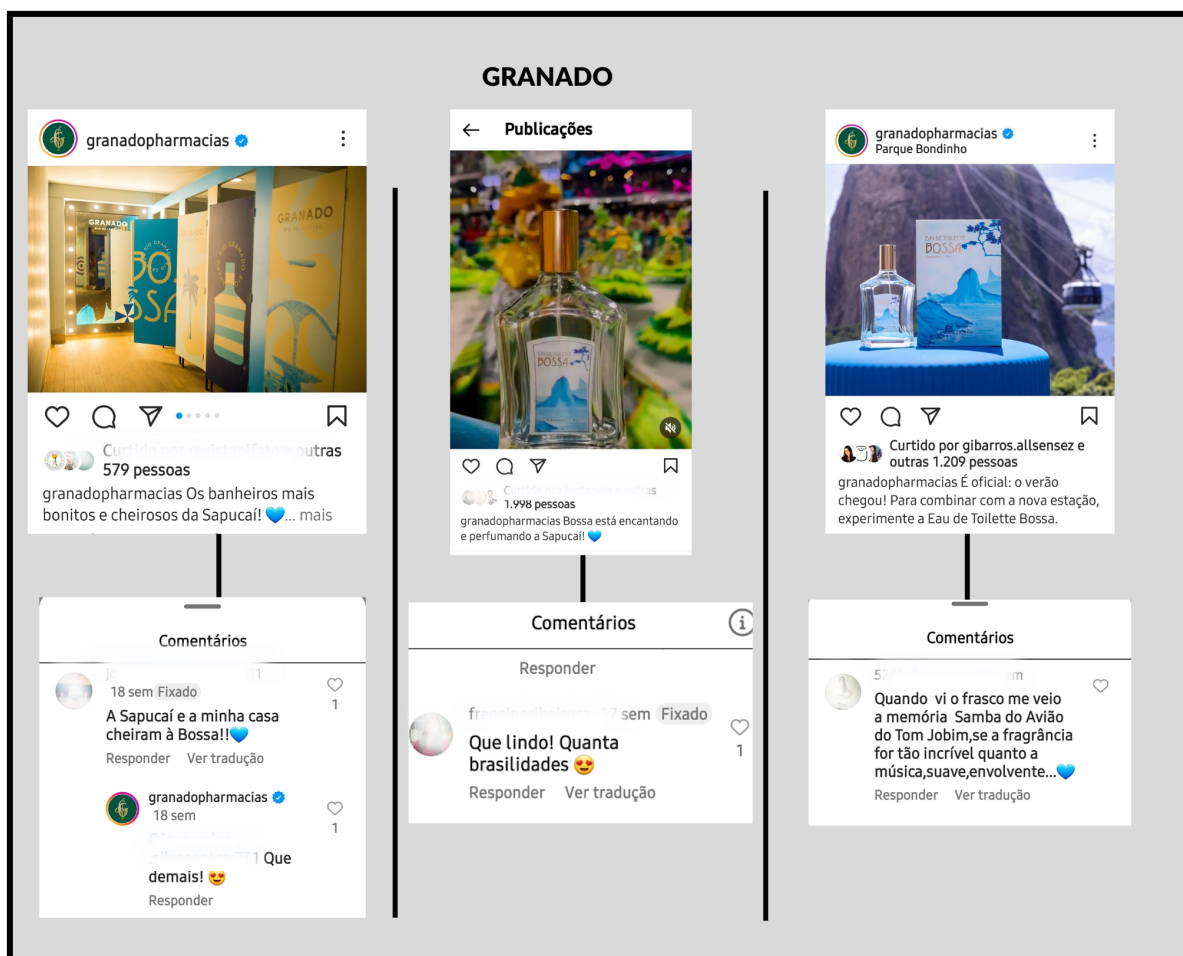 GRANADO
granadopharmacias
GRANADO
GRANADO
BOSSA
GRANADO
Curtido por
outras
579 pessoas
granadopharmacias Os banheiros mais
bonitos e cheirosos da Sapucaí! 💙... mais
Comentários
18 sem Fixado
1
A Sapucaí e a minha casa
cheiram à Bossa!!💙
Responder Ver tradução
granadopharmacias
18 sem
1
Que
demais! 😍
Responder
Publicações
BOSSA
1.998 pessoas
granadopharmacias Bossa está encantando
e perfumando a Sapucaí! 💙
Comentários
Responder
17 sem Fixado
Que lindo! Quanta
brasilidades 😍
1
Responder Ver tradução
granadopharmacias
Parque Bondinho
EAU DE TOILETTE
BOSSA
Curtido por gibarros.allsensez e
outras 1.209 pessoas
granadopharmacias É oficial: o verão
chegou! Para combinar com a nova estação,
experimente a Eau de Toilette Bossa.
Comentários
Quando vi o frasco me veio
a memória Samba do Avião
do Tom Jobim,se a fragrância
for tão incrível quanto a
música,suave,envolvente...💙
Responder Ver tradução